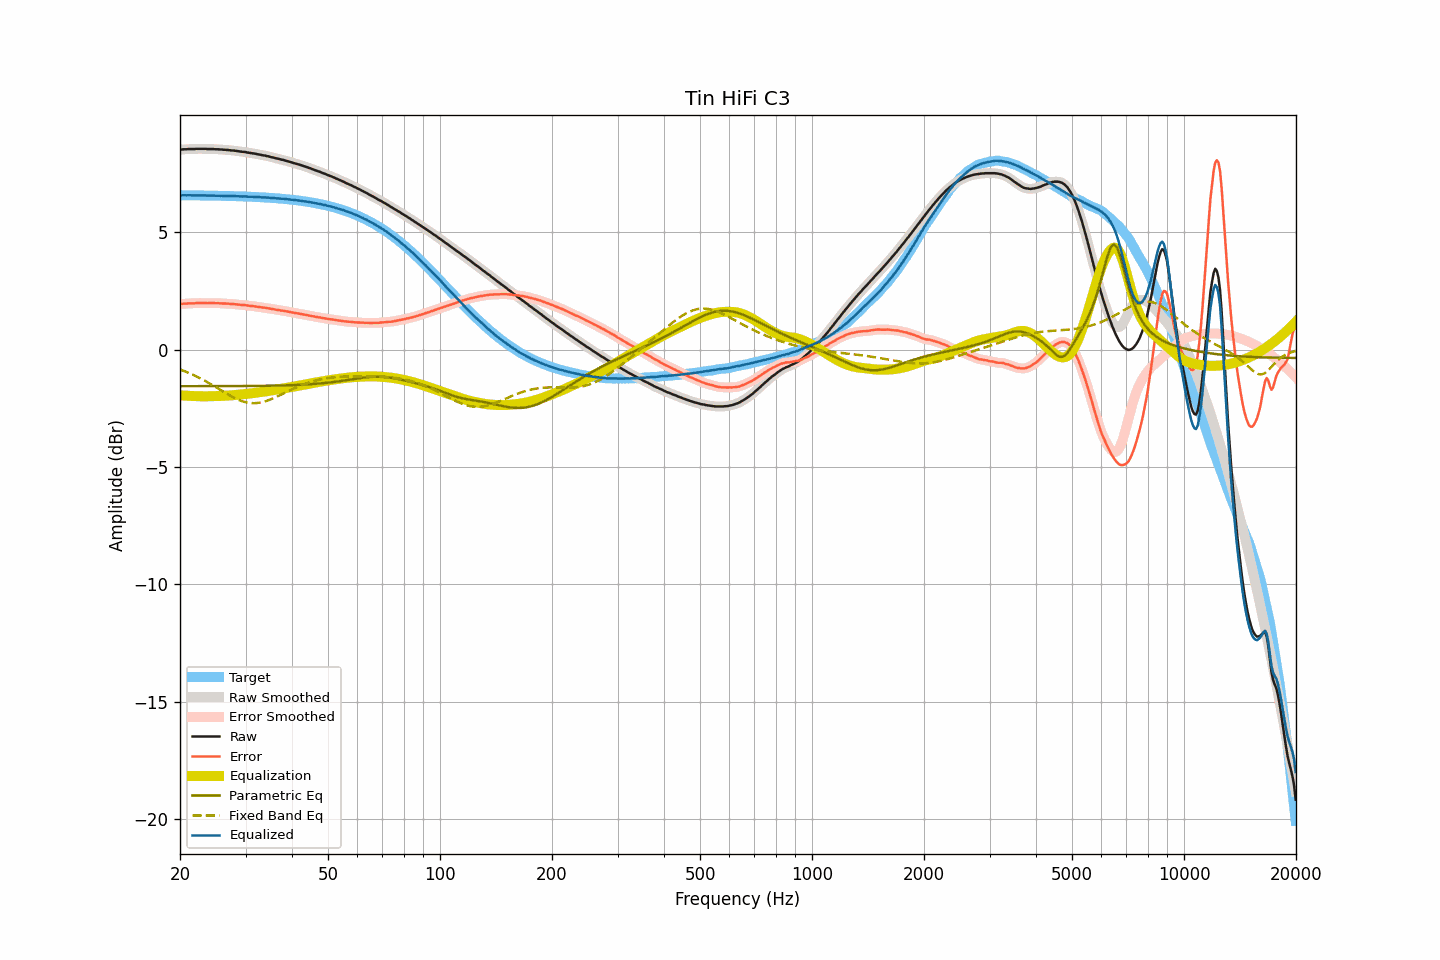 Tin HiFi C3
Amplitude (dBr)
5
0
−5
−10
−15
−20
Target
Raw Smoothed
Error Smoothed
Raw
Error
Equalization
Parametric Eq
Fixed Band Eq
Equalized
20 50 100 200 500 1000 2000 5000 10000 20000
Frequency (Hz)